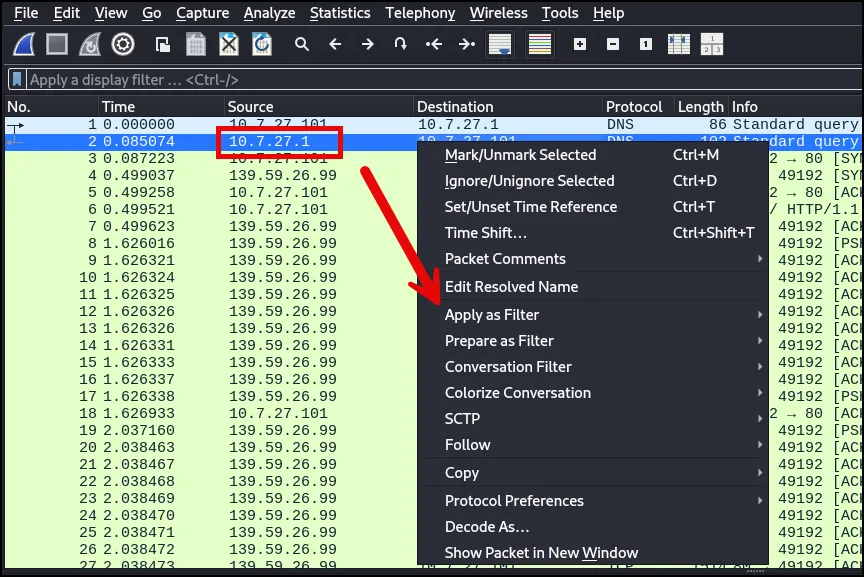 File Edit View Go Capture Analyze Statistics Telephony Wireless Tools Help
Apply a display filter … <Ctrl-/>
No. Time Source Destination Protocol Length Info
1 0.000000 10.7.27.101 10.7.27.1 DNS 86 Standard query
2 0.085074 10.7.27.1 10.7.27.101 DNS 102 Standard query
3 0.087223 10.7.27.101 2 → 80 [SYN
4 0.499037 139.59.26.99 49192 [SY
5 0.499258 10.7.27.101 2 → 80 [ACK
6 0.499521 10.7.27.101 / HTTP/1.1
7 0.499623 139.59.26.99 49192 [ACK
8 1.626016 139.59.26.99 49192 [PSH
9 1.626321 139.59.26.99 49192 [ACK
10 1.626324 139.59.26.99 49192 [ACK
11 1.626325 139.59.26.99 49192 [ACK
12 1.626326 139.59.26.99 49192 [ACK
13 1.626326 139.59.26.99 49192 [ACK
14 1.626331 139.59.26.99 49192 [ACK
15 1.626333 139.59.26.99 49192 [ACK
16 1.626337 139.59.26.99 49192 [ACK
17 1.626338 139.59.26.99 49192 [PSH
18 1.626933 10.7.27.101 2 → 80 [ACK
19 2.037160 139.59.26.99 49192 [PSH
20 2.038463 139.59.26.99 49192 [ACK
21 2.038467 139.59.26.99 49192 [ACK
22 2.038468 139.59.26.99 49192 [ACK
23 2.038469 139.59.26.99 49192 [ACK
24 2.038470 139.59.26.99 49192 [ACK
25 2.038471 139.59.26.99 49192 [ACK
26 2.038472 139.59.26.99 49192 [ACK
27 2.038473 139.59.26.99
Mark/Unmark Selected Ctrl+M
Ignore/Unignore Selected Ctrl+D
Set/Unset Time Reference Ctrl+T
Time Shift… Ctrl+Shift+T
Packet Comments
Edit Resolved Name
Apply as Filter
Prepare as Filter
Conversation Filter
Colorize Conversation
SCTP
Follow
Copy
Protocol Preferences
Decode As…
Show Packet in New Window